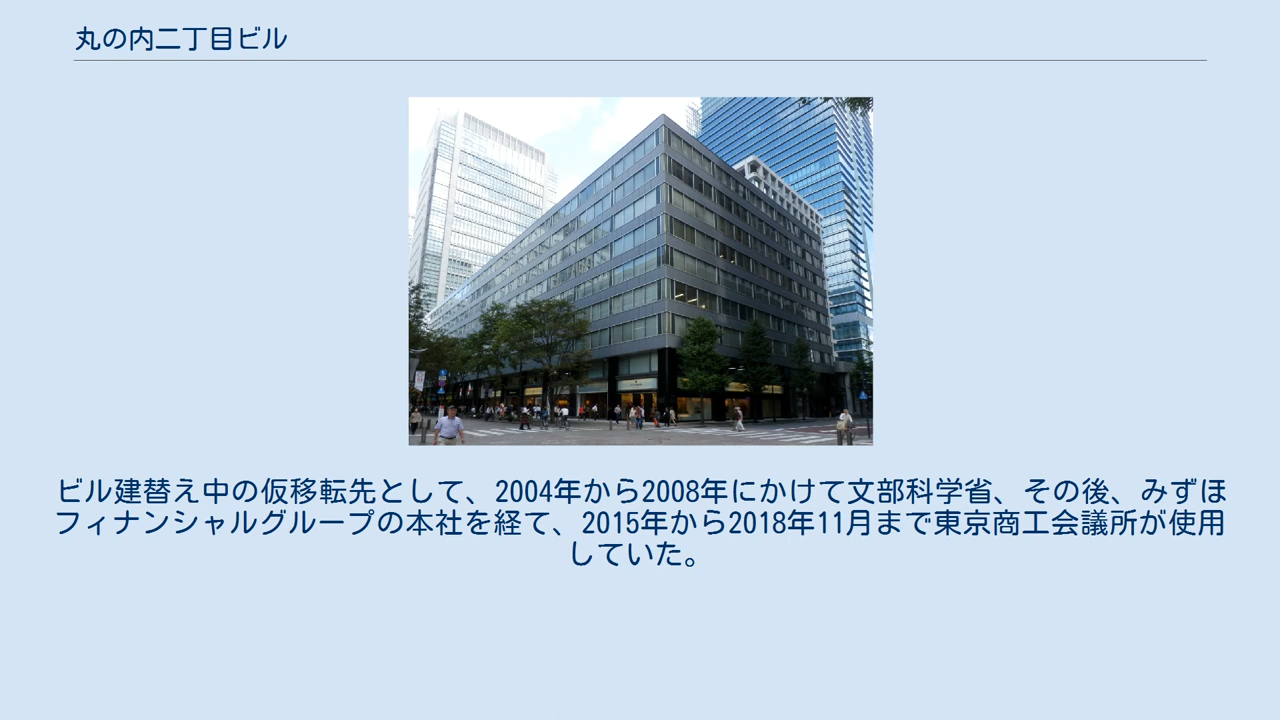 丸の内二丁目ビル
ビル建替え中の仮移転先として、2004年から2008年にかけて文部科学省、その後、みずほ
フィナンシャルグループの本社を経て、2015年から2018年11月まで東京商工会議所が使用
していた。